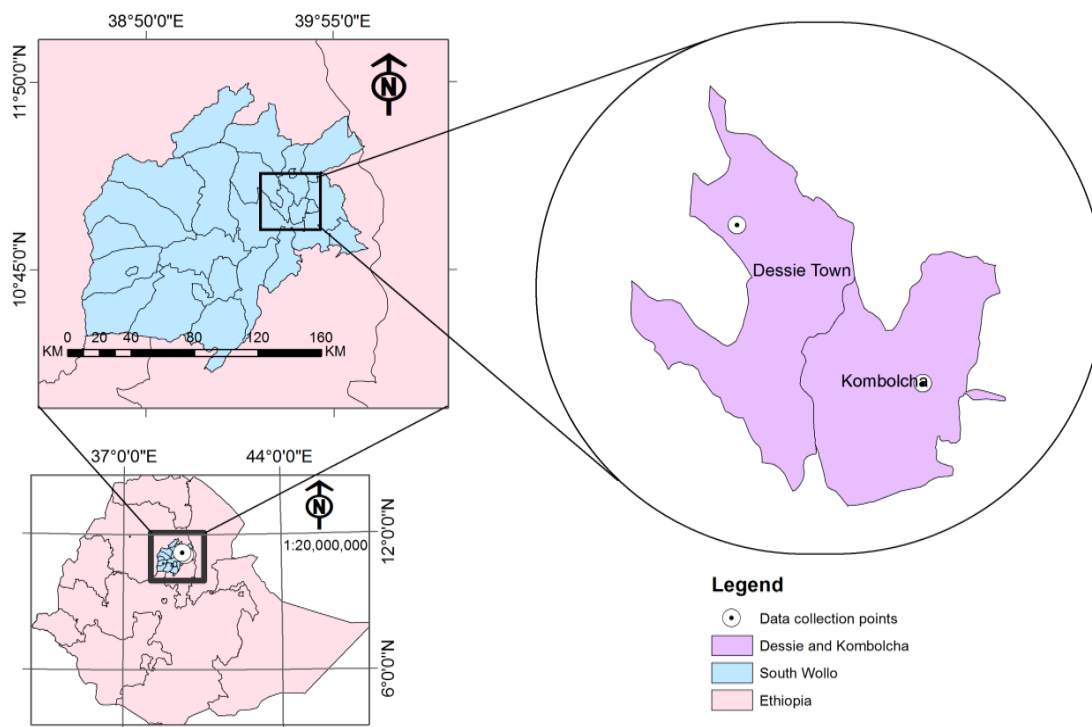 38°50'0"E 39°55'0"E
11°50'0"N
10°45'0"N
N
0 20 40 80 120 160
KM KM
Dessie Town
Kombolcha
37°0'0"E 44°0'0"E
N
1:20,000,000
12°0'0"N
6°0'0"N
Legend
Data collection points
Dessie and Kombolcha
South Wollo
Ethiopia